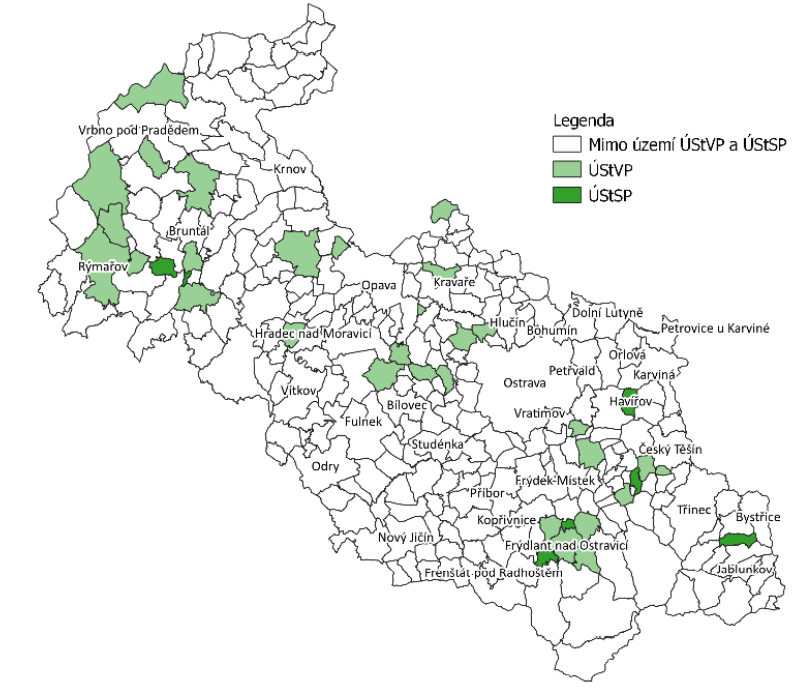 Legenda
Mimo území ÚStVP a ÚStSP
ÚStVP
ÚStSP
Vrbno pod Pradědem
Krnov
Bruntál
Rýmařov
Opava
Kravaře
Hradec nad Moravicí
Hlučín
Bohumín
Dolní Lutyně
Petrovice u Karviné
Orlová
Petřvald
Karviná
Vítkov
Ostrava
Havířov
Bílovec
Vratimov
Fulnek
Studénka
Český Těšín
Odry
Frýdek-Místek
Příbor
Třinec
Kopřivnice
Bystřice
Nový Jičín
Frýdlant nad Ostravicí
Frenštát pod Radhoštěm
Jablunkov